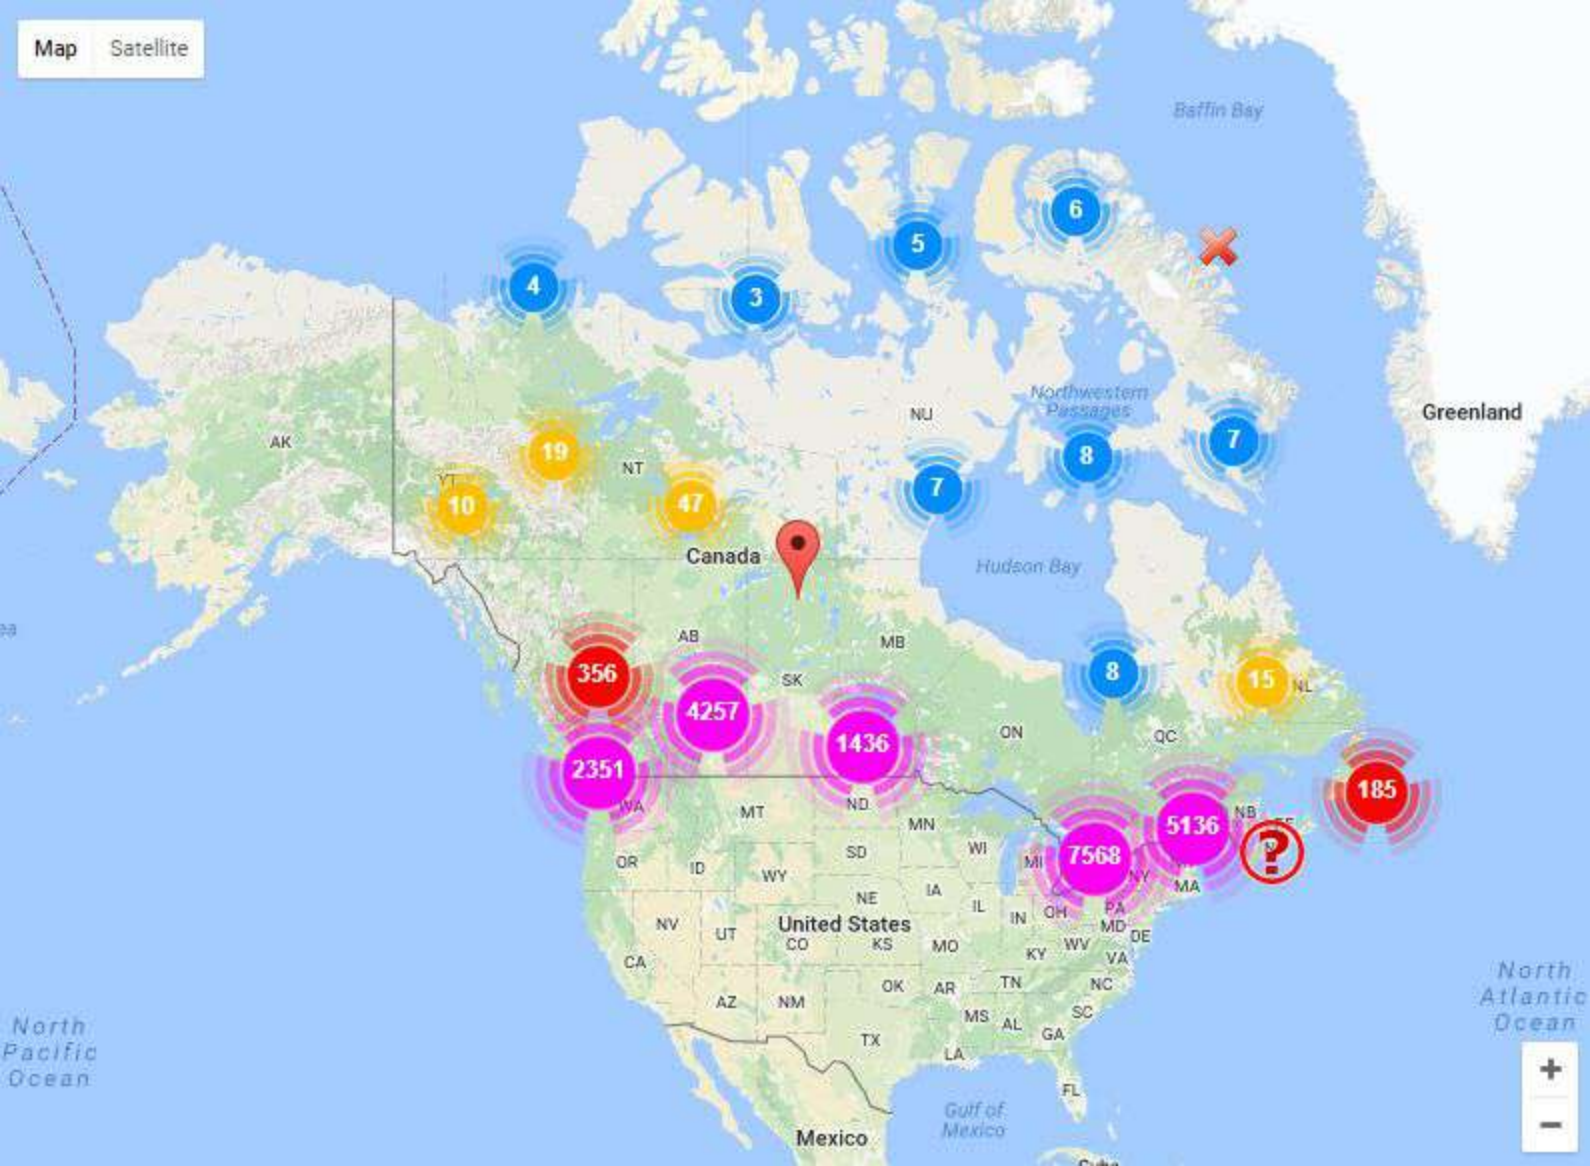 Map Satellite
Baffin Bay
6
5
4
3
Northwestern
Passages
Greenland
NU
AK
7
19
8
NT
YT
7
47
10
Canada
Hudson Bay
ea
AB
MB
356
8
SK
15
NL
4257
ON
QC
1436
2351
185
WA
ND
MT
NB
5136
MN
?
SD
WI
7568
MI
OR
ID
WY
NY
MA
IA
NE
IL
OH
PA
IN
United States
NV
UT
CO
KS
MO
WV
MD
DE
KY
VA
CA
TN
NC
OK
AR
AZ
NM
SC
MS
AL
GA
TX
LA
North
Atlantic
Ocean
North
Pacific
Ocean
FL
+
Gulf of
Mexico
−
Mexico